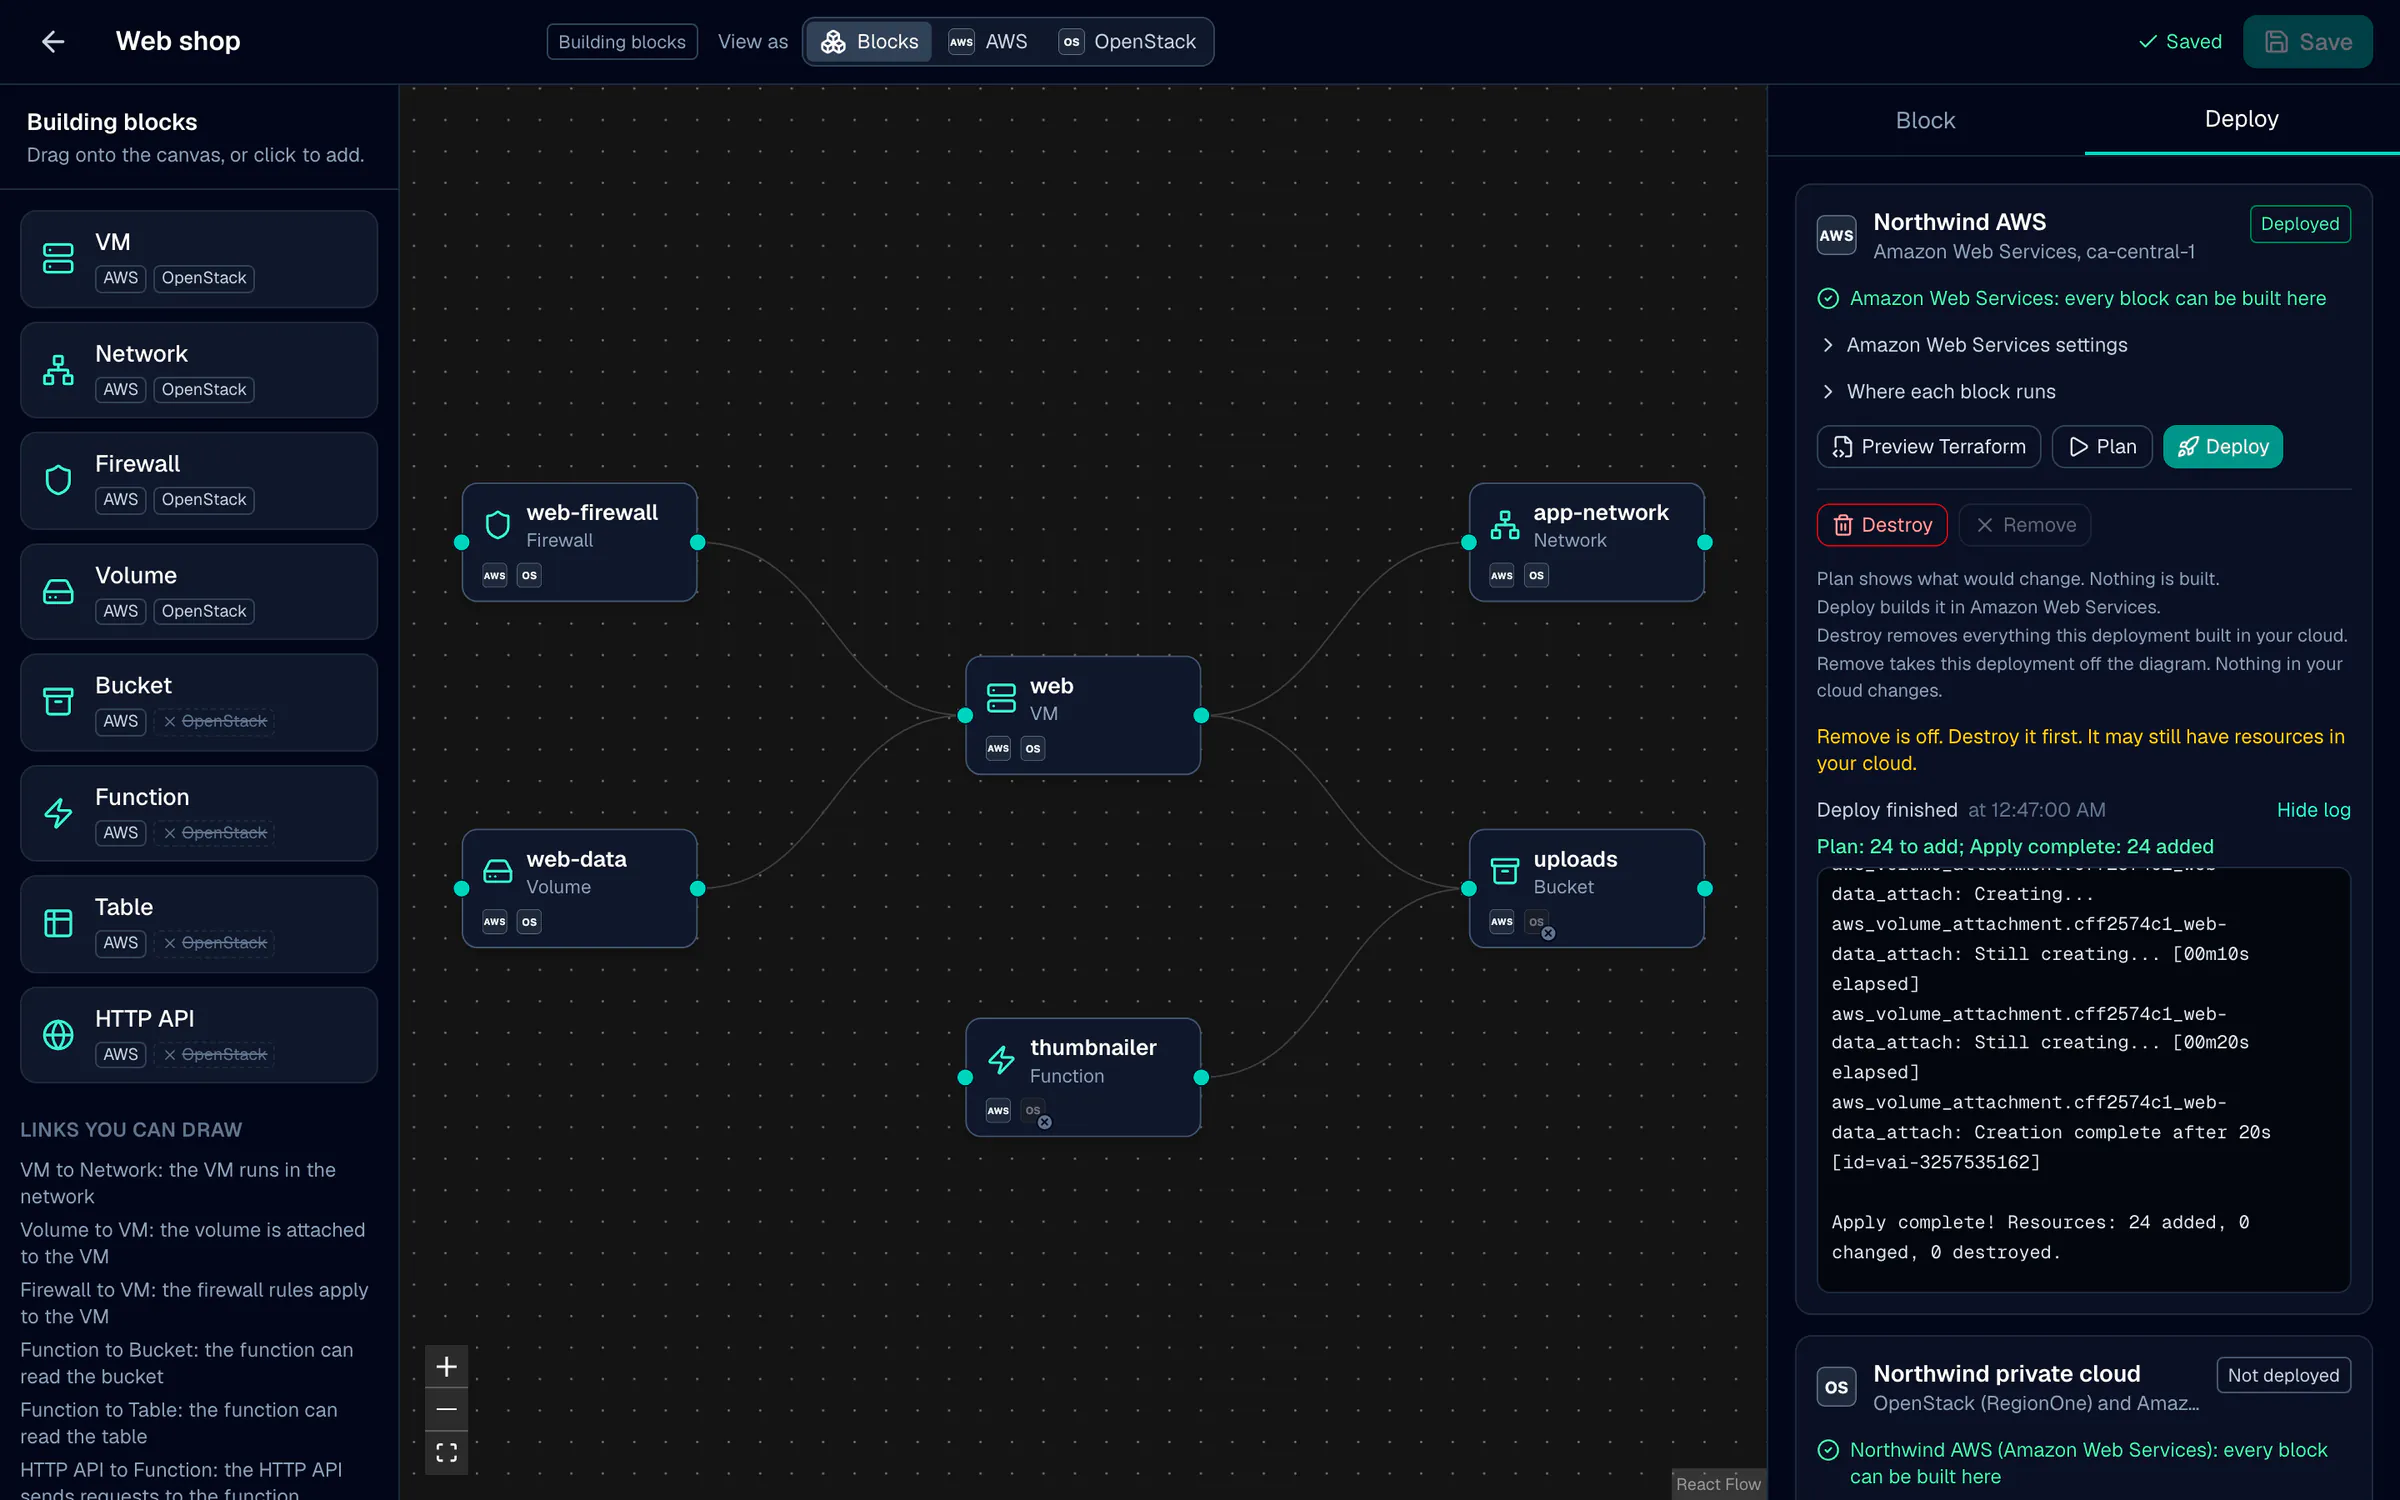 Web shop
Building blocks
View as
Blocks
AWS AWS
OS OpenStack
Saved
Save
Building blocks
Drag onto the canvas, or click to add.
VM
AWS OpenStack
Network
AWS OpenStack
Firewall
AWS OpenStack
Volume
AWS OpenStack
Bucket
AWS OpenStack
Function
AWS OpenStack
Table
AWS OpenStack
HTTP API
AWS OpenStack
LINKS YOU CAN DRAW
VM to Network: the VM runs in the
network
Volume to VM: the volume is attached
to the VM
Firewall to VM: the firewall rules apply
to the VM
Function to Bucket: the function can
read the bucket
Function to Table: the function can
read the table
HTTP API to Function: the HTTP API
sends requests to the function
web-firewall
Firewall
AWS OS
web-data
Volume
AWS OS
web
VM
AWS OS
thumbnailer
Function
AWS OS
app-network
Network
AWS OS
uploads
Bucket
AWS OS
React Flow
Block
Deploy
AWS
Northwind AWS
Amazon Web Services, ca-central-1
Deployed
Amazon Web Services: every block can be built here
Amazon Web Services settings
Where each block runs
Preview Terraform
Plan
Deploy
Destroy
Remove
Plan shows what would change. Nothing is built.
Deploy builds it in Amazon Web Services.
Destroy removes everything this deployment built in your cloud.
Remove takes this deployment off the diagram. Nothing in your
cloud changes.
Remove is off. Destroy it first. It may still have resources in
your cloud.
Deploy finished at 12:47:00 AM
Hide log
Plan: 24 to add; Apply complete: 24 added
data_attach: Creating...
aws_volume_attachment.cff2574c1_web-
data_attach: Still creating... [00m10s
elapsed]
aws_volume_attachment.cff2574c1_web-
data_attach: Still creating... [00m20s
elapsed]
aws_volume_attachment.cff2574c1_web-
data_attach: Creation complete after 20s
[id=vai-3257535162]
Apply complete! Resources: 24 added, 0
changed, 0 destroyed.
OS
Northwind private cloud
OpenStack (RegionOne) and Amaz...
Not deployed
Northwind AWS (Amazon Web Services): every block
can be built here